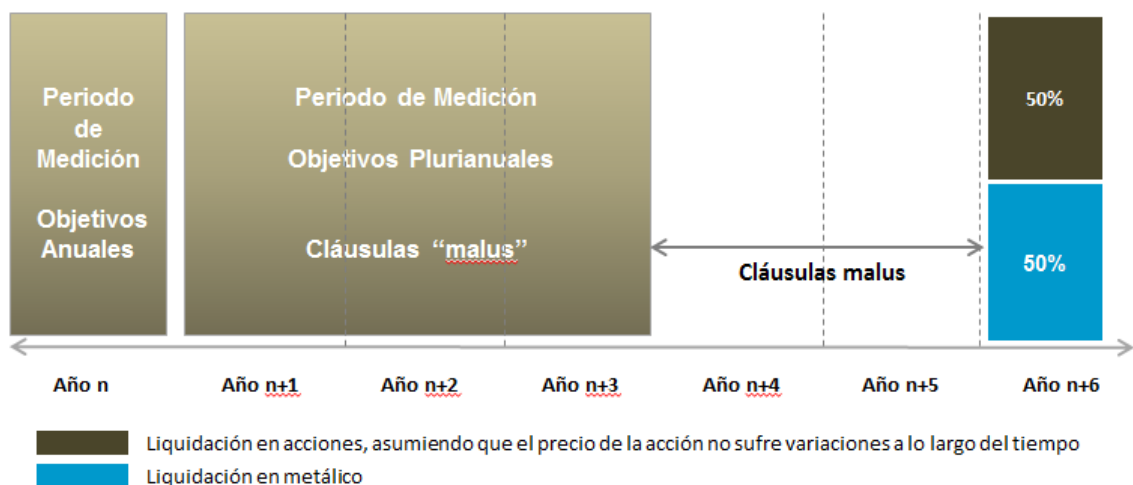 Periodo
de
Medición
Objetivos
Anuales
Periodo de Medición
Objetivos Plurianuales
Cláusulas “malus”
Cláusulas malus
50%
50%
Año n
Año n+1
Año n+2
Año n+3
Año n+4
Año n+5
Año n+6
Liquidación en acciones, asumiendo que el precio de la acción no sufre variaciones a lo largo del tiempo
Liquidación en metálico